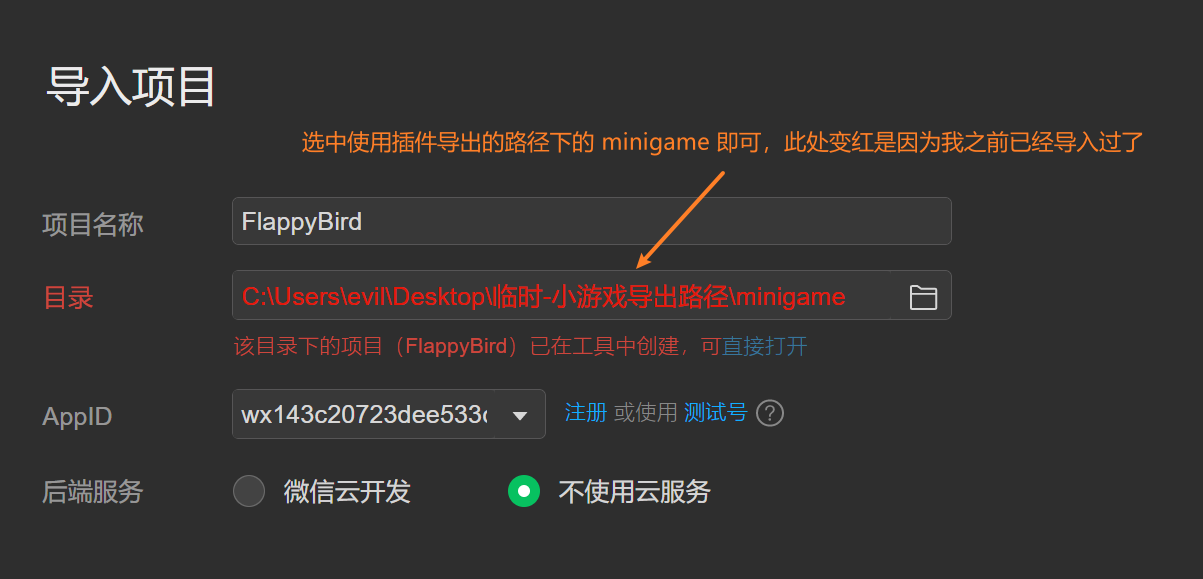 导入项目
选中使用插件导出的路径下的 minigame 即可，此处变红是因为我之前已经导入过了
项目名称 FlappyBird
目录 C:\Users\evil\Desktop\临时-小游戏导出路径\minigame
该目录下的项目（FlappyBird）已在工具中创建，可直接打开
AppID wx143c20723dee533c 注册 或使用 测试号 ?
后端服务 微信云开发 不使用云服务